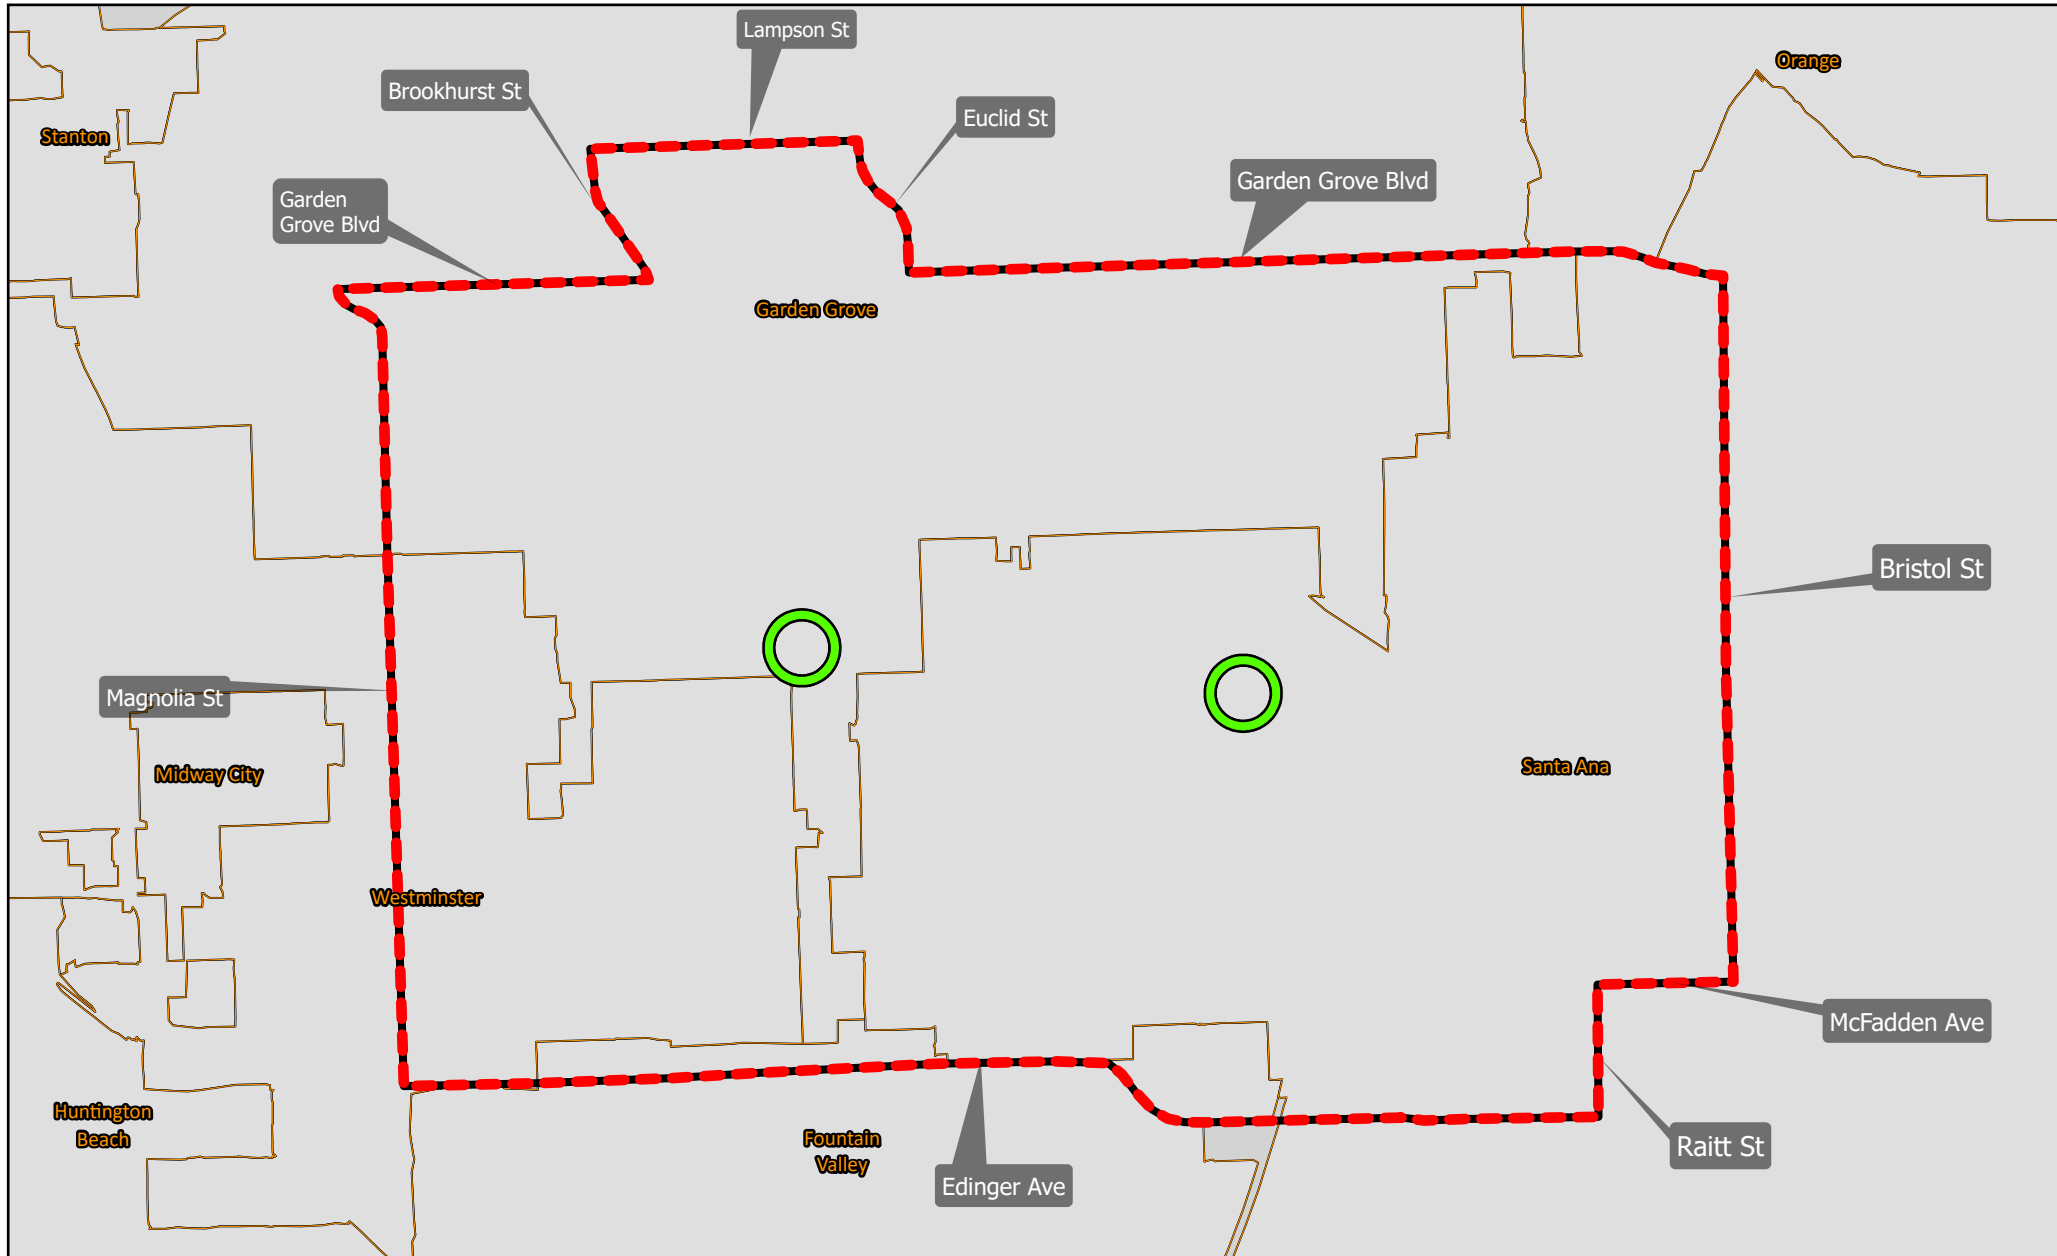 Lampson St
Orange
Brookhurst St
Euclid St
Stanton
Garden Grove Blvd
Garden
Grove Blvd
Garden Grove
Bristol St
Magnolia St
Santa Ana
Midway City
Westminster
McFadden Ave
Huntington
Beach
Fountain
Valley
Raitt St
Edinger Ave